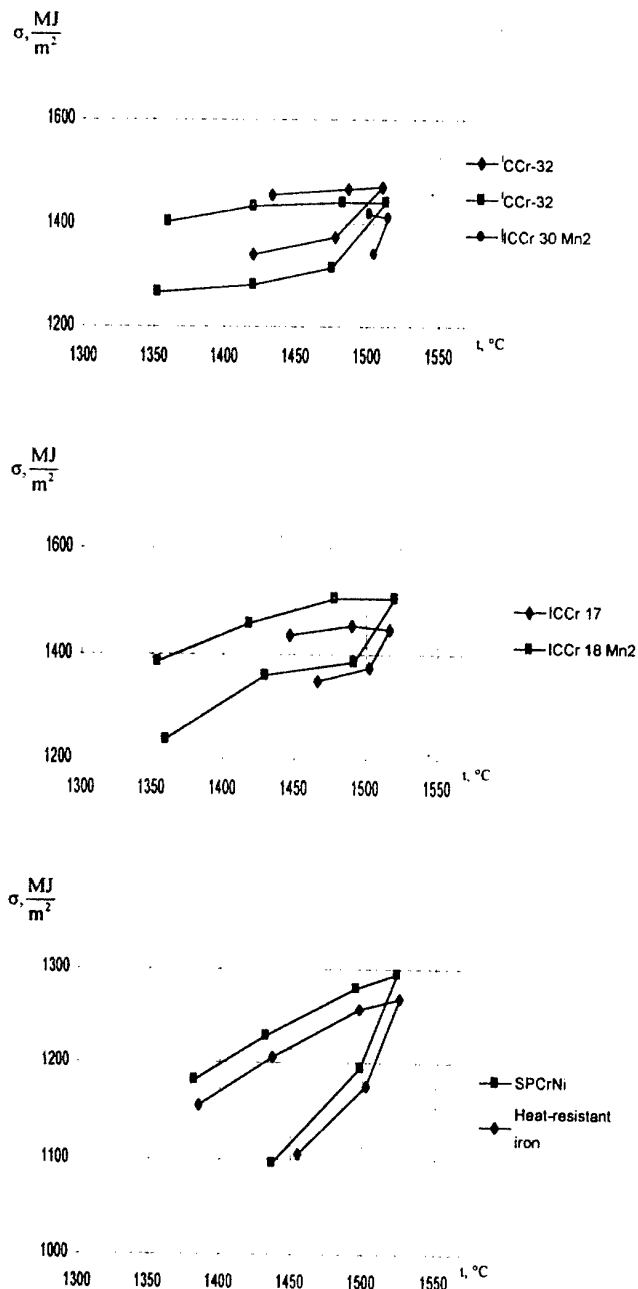 σ, MJ/m²
1600
1400
1200
1300 1350 1400 1450 1500 1550 t, °C
CCr-32
CCr-32
ICCr 30 Mn2
σ, MJ/m²
1600
1400
1200
1300 1350 1400 1450 1500 1550 t, °C
ICCr 17
ICCr 18 Mn2
σ, MJ/m²
1300
1200
1100
1000
1300 1350 1400 1450 1500 1550 t, °C
SPCrNi
Heat-resistant
iron